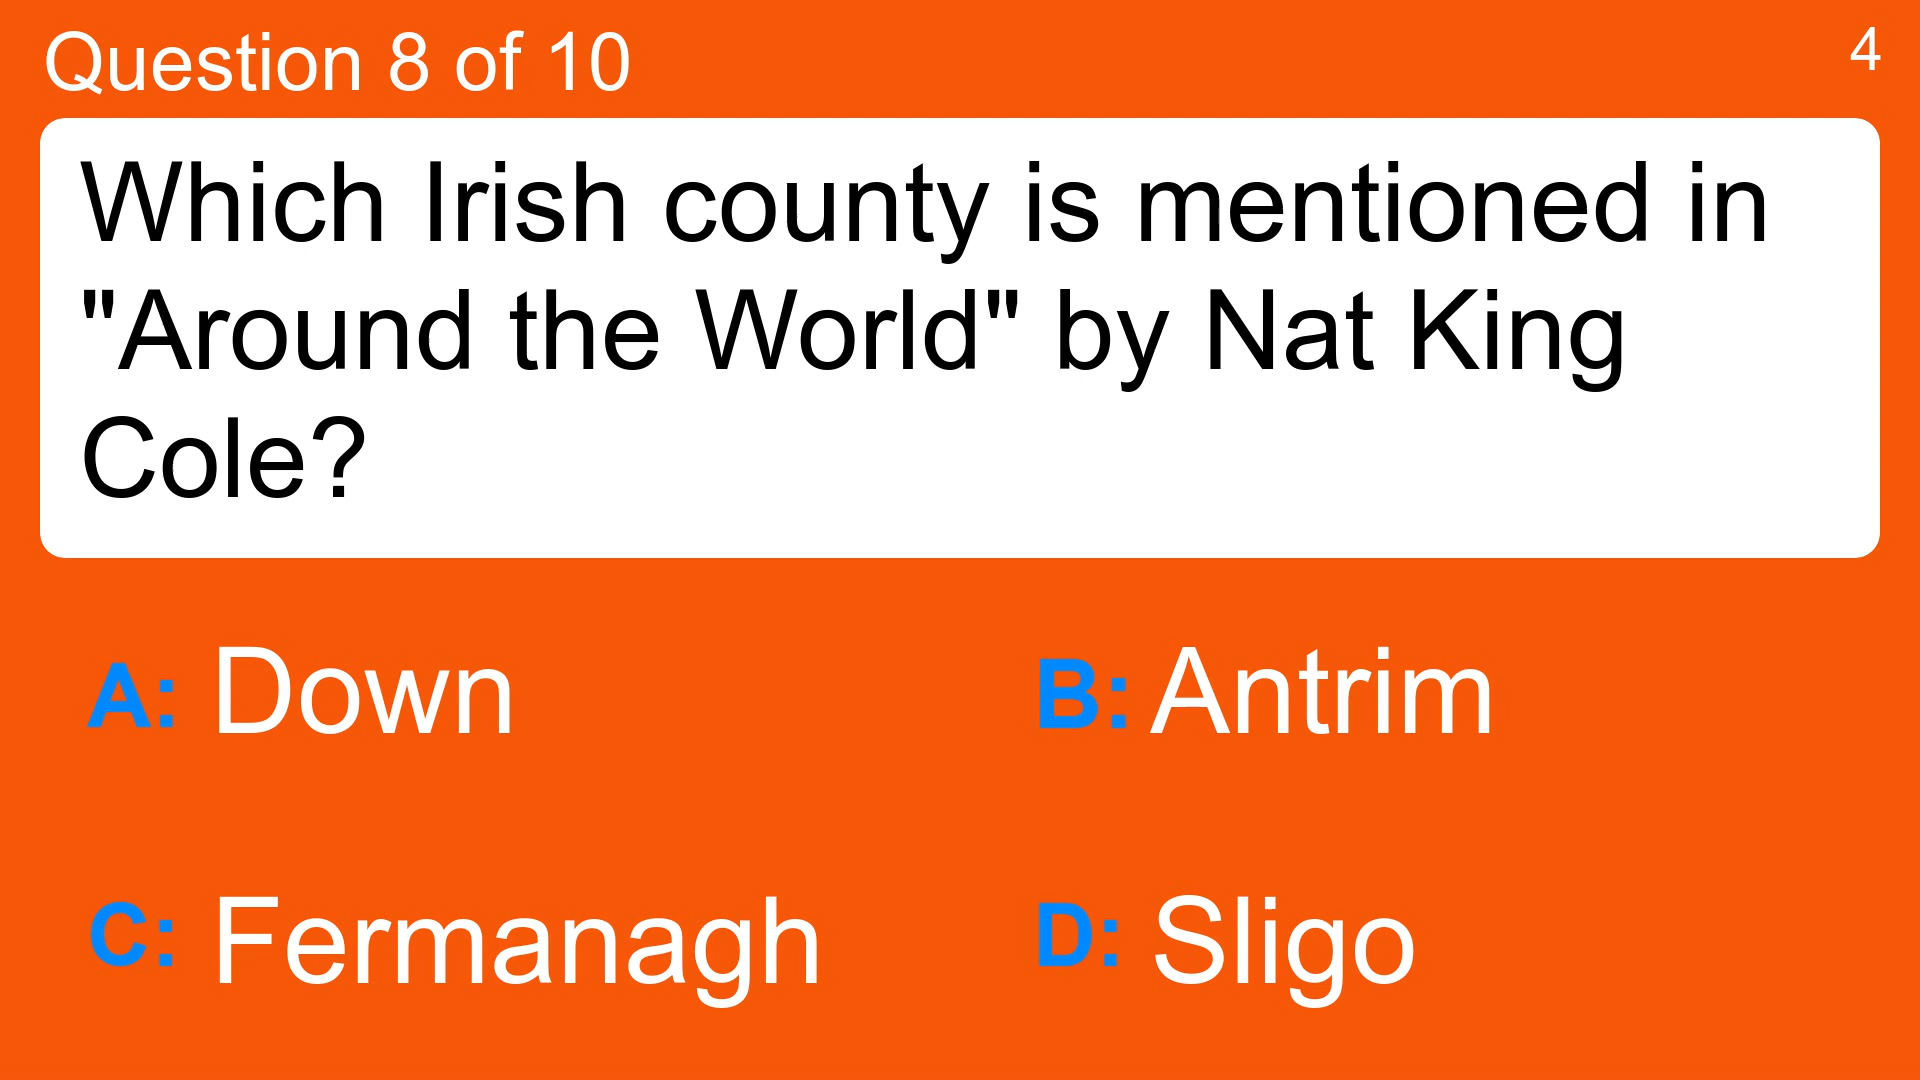 Question 8 of 10
4
Which Irish county is mentioned in
"Around the World" by Nat King
Cole?
A: Down
B: Antrim
C: Fermanagh
D: Sligo